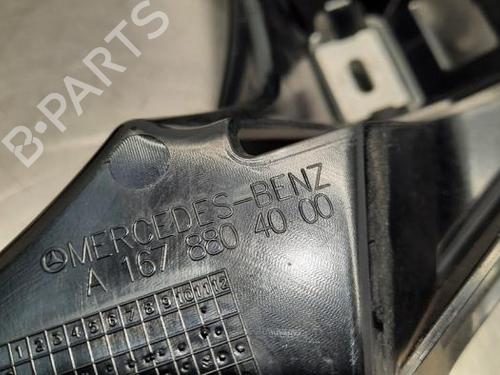 B-PARTS
MERCEDES-BENZ
A 167 880 40 00
1 2 3 4 5 6 7 8 9 10 11 12